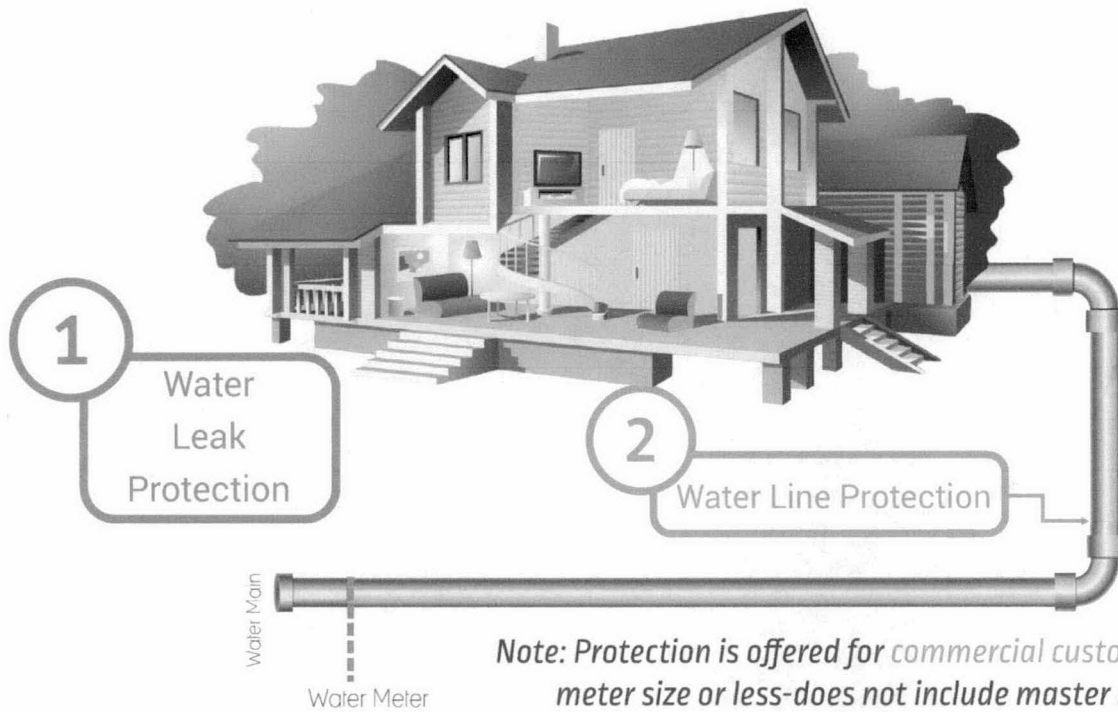 1
Water
Leak
Protection
2
Water Line Protection
Water Main
Water Meter
Note: Protection is offered for commercial
meter size or less-does not include master